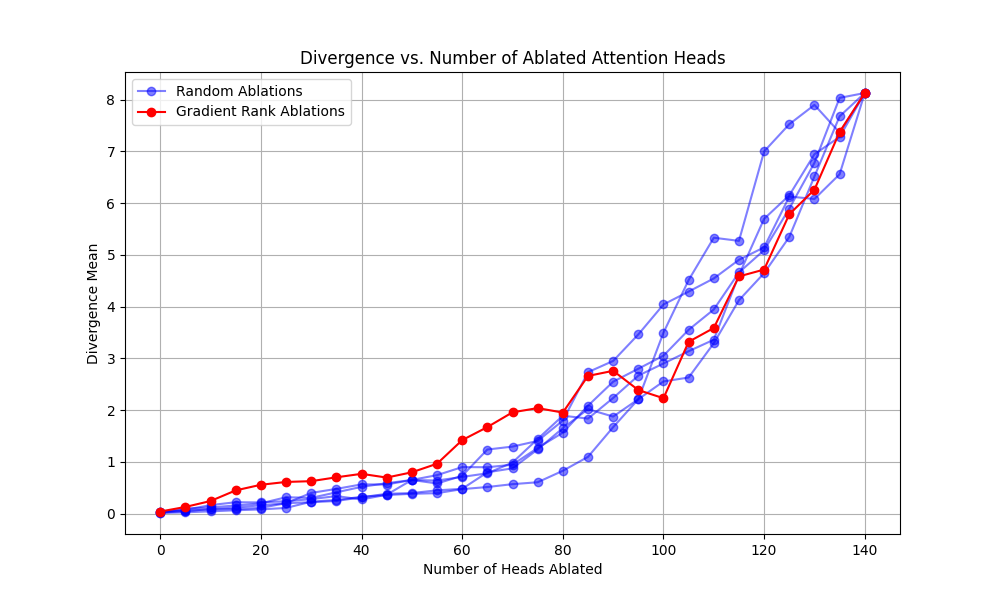 Divergence vs. Number of Ablated Attention Heads
Random Ablations
Gradient Rank Ablations
Divergence Mean
8
7
6
5
4
3
2
1
0
0 20 40 60 80 100 120 140
Number of Heads Ablated